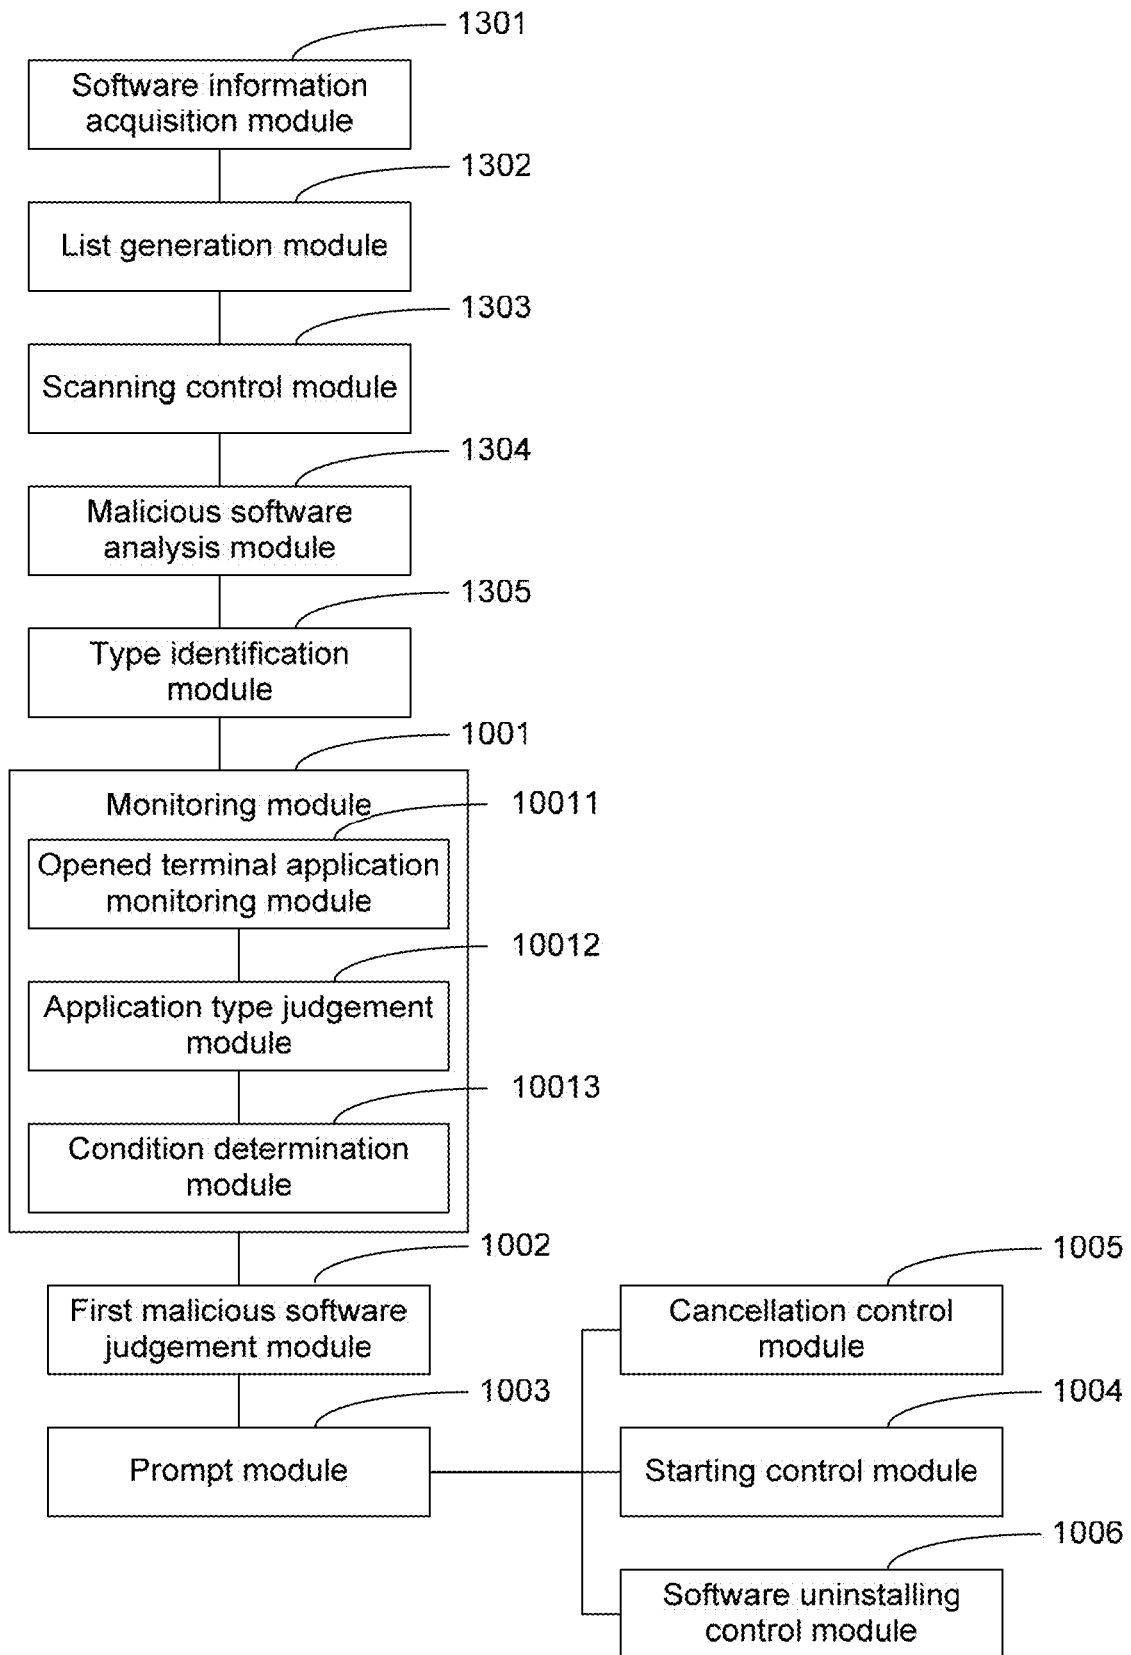 1301
Software information
acquisition module
1302
List generation module
1303
Scanning control module
1304
Malicious software
analysis module
1305
Type identification
module
1001
Monitoring module
10011
Opened terminal application
monitoring module
10012
Application type judgement
module
10013
Condition determination
module
1002
First malicious software
judgement module
1005
Cancellation control
module
1003
Prompt module
1004
Starting control module
1006
Software uninstalling
control module